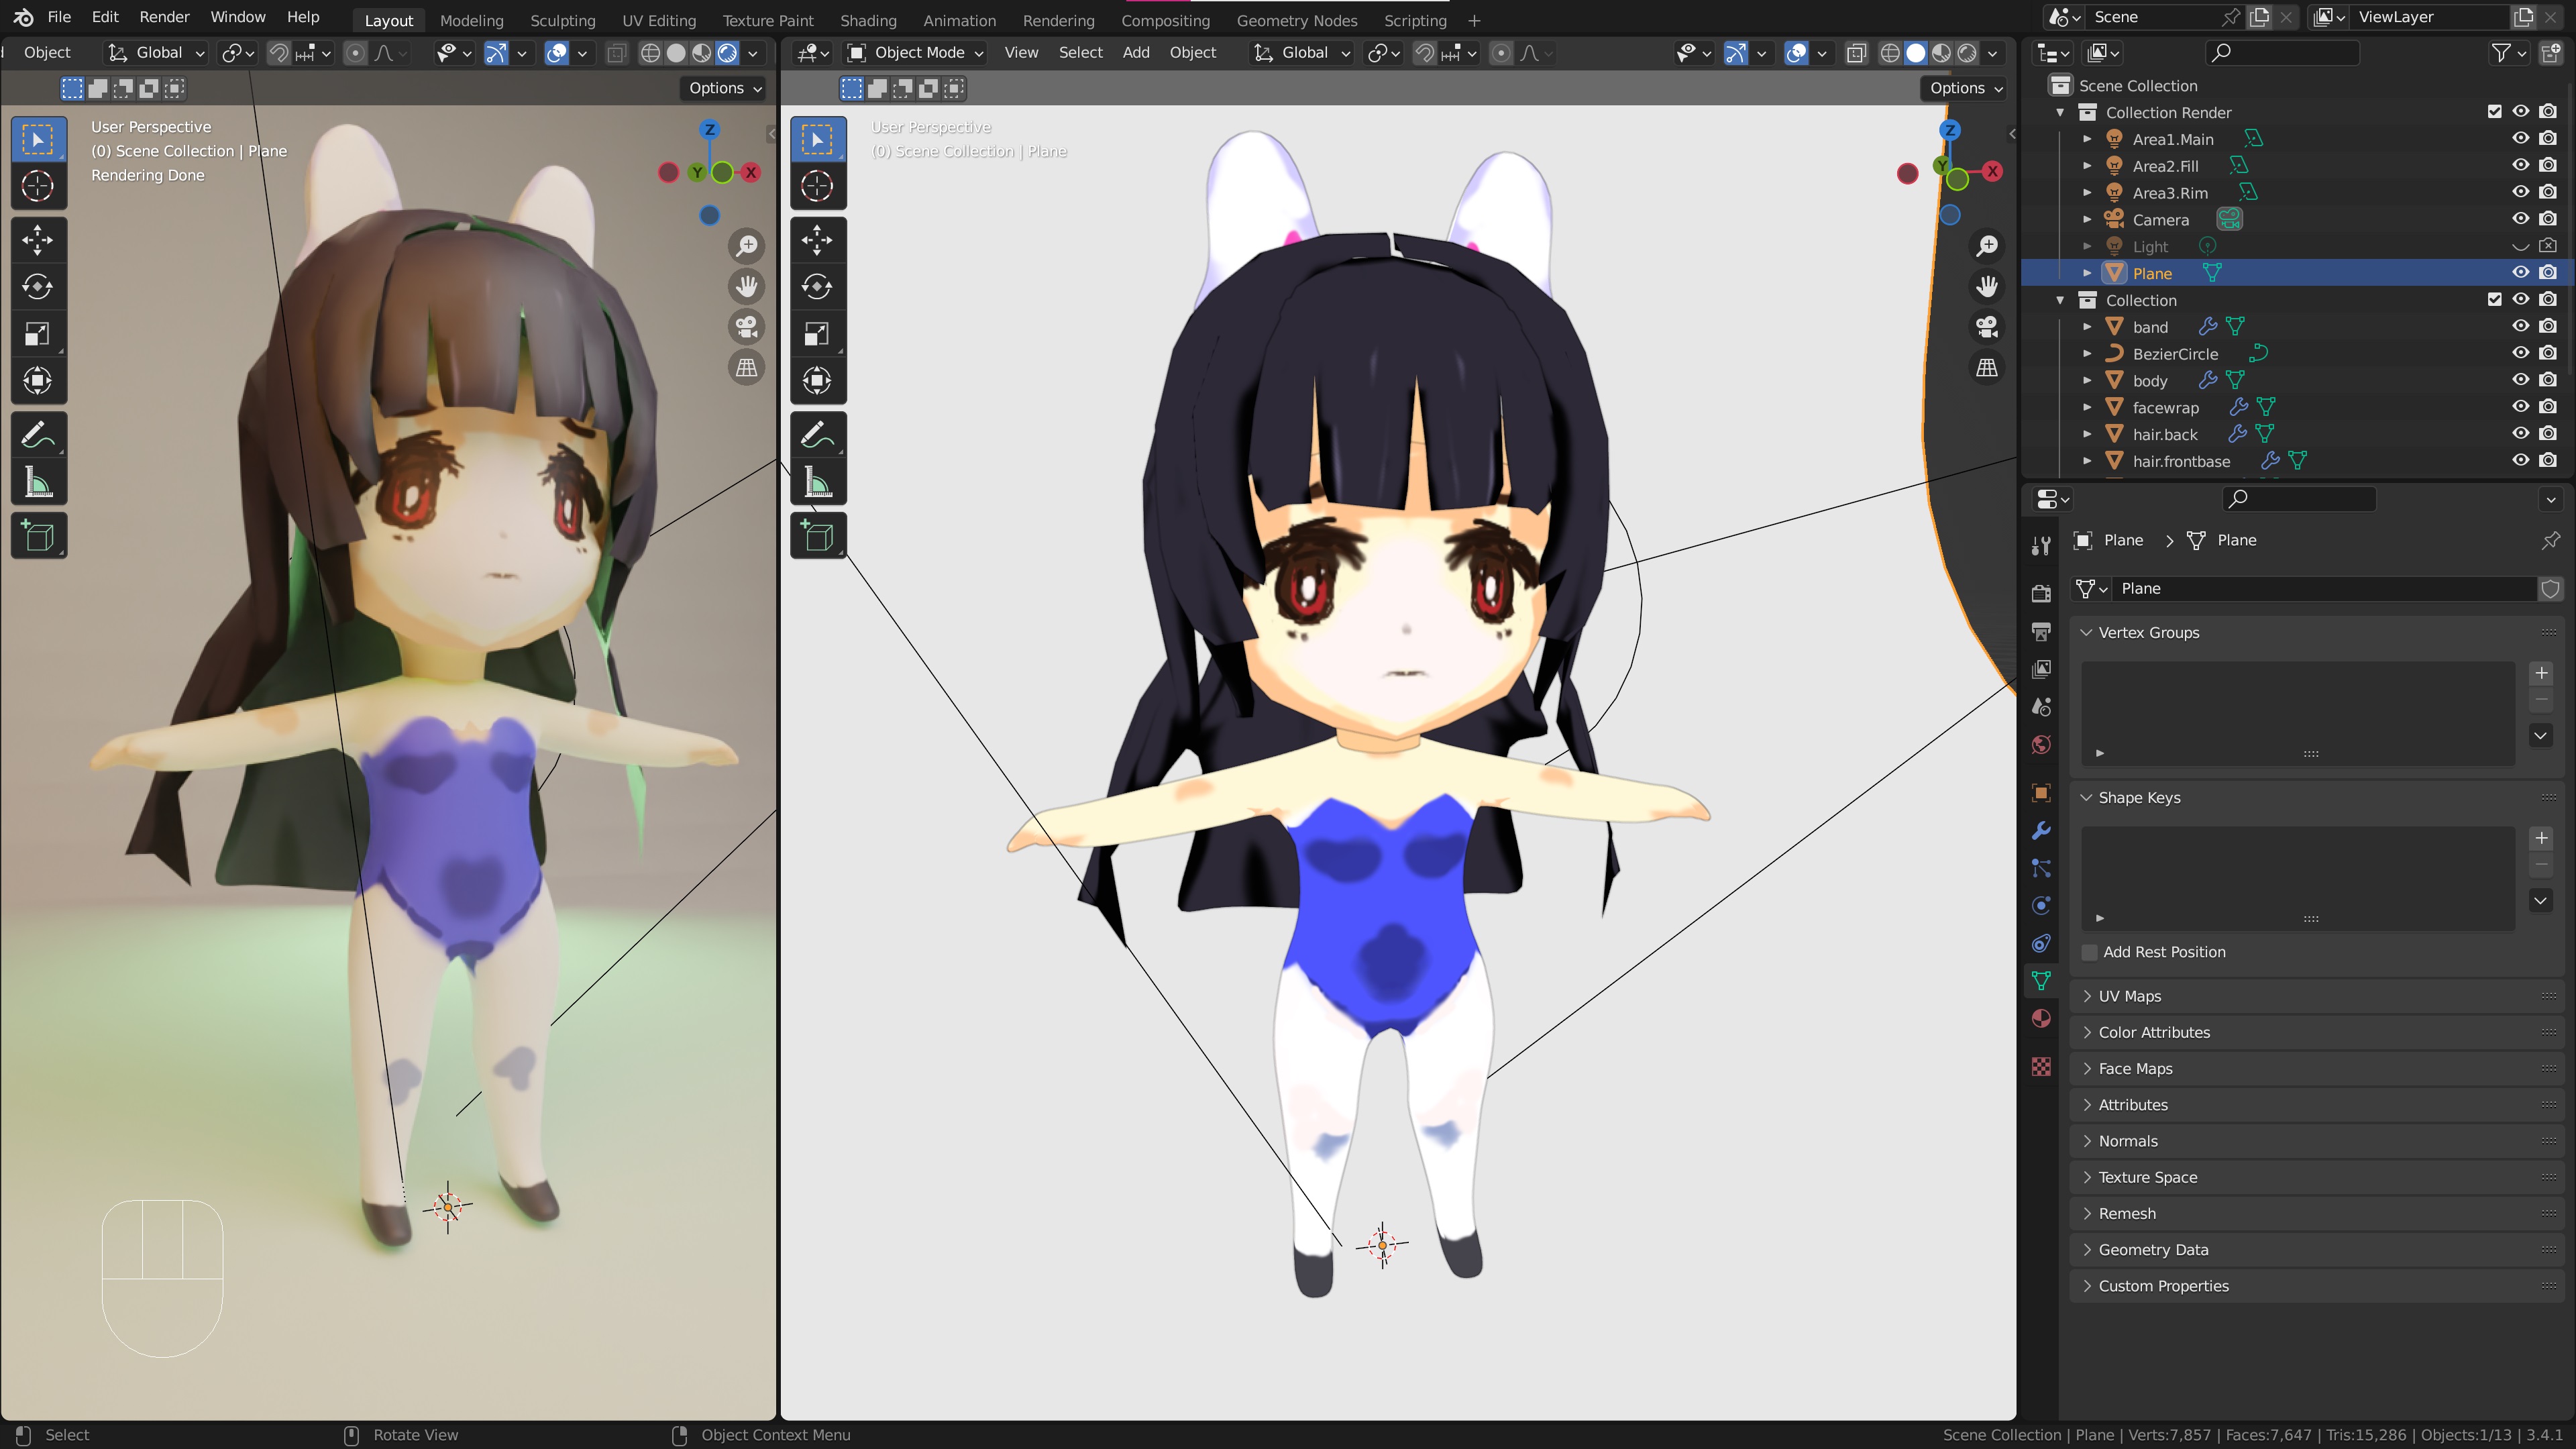 File Edit Render Window Help Layout Modeling Sculpting UV Editing Texture Paint Shading Animation Rendering Compositing Geometry Nodes Scripting + Scene ViewLayer
Object Global Object Mode View Select Add Object Global
Options Options
User Perspective
(0) Scene Collection | Plane
Rendering Done
Z
Y
X
User Perspective
(0) Scene Collection | Plane
Z
Y
X
Scene Collection
Collection Render
Area1.Main
Area2.Fill
Area3.Rim
Camera
Light
Plane
Collection
band
BezierCircle
body
facewrap
hair.back
hair.frontbase
Plane Plane
Plane
Vertex Groups
Shape Keys
Add Rest Position
UV Maps
Color Attributes
Face Maps
Attributes
Normals
Texture Space
Remesh
Geometry Data
Custom Properties
Select Rotate View Object Context Menu Scene Collection | Plane | Verts:7,857 | Faces:7,647 | Tris:15,286 | Objects:1/13 | 3.4.1